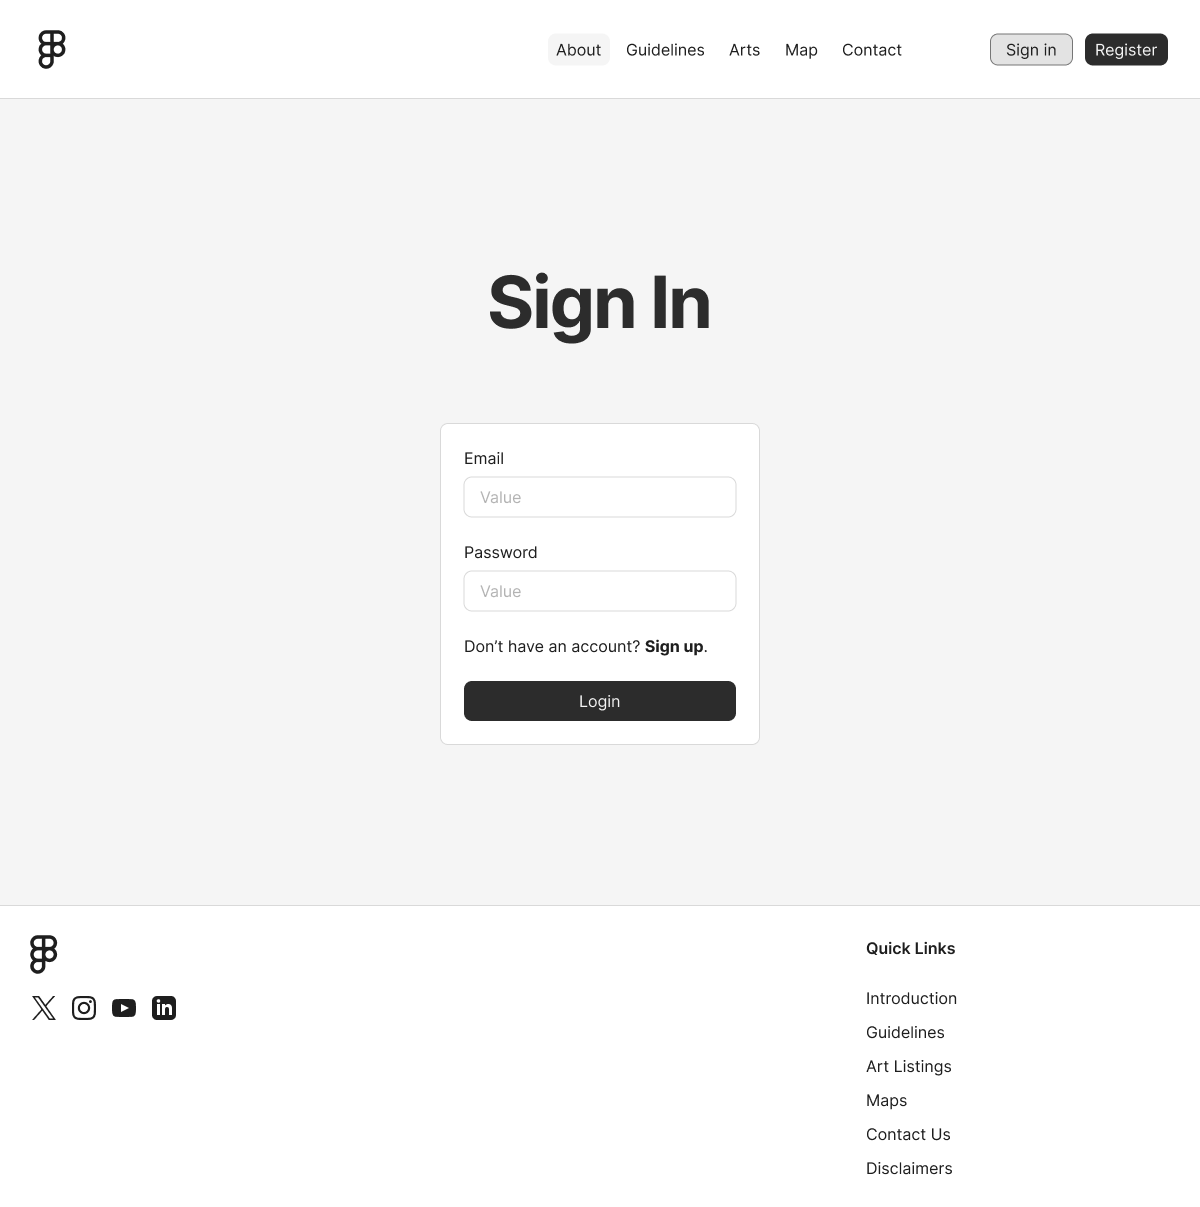 About Guidelines Arts Map Contact Sign in Register
Sign In
Email
Value
Password
Value
Don’t have an account? Sign up.
Login
Quick Links
Introduction
Guidelines
Art Listings
Maps
Contact Us
Disclaimers